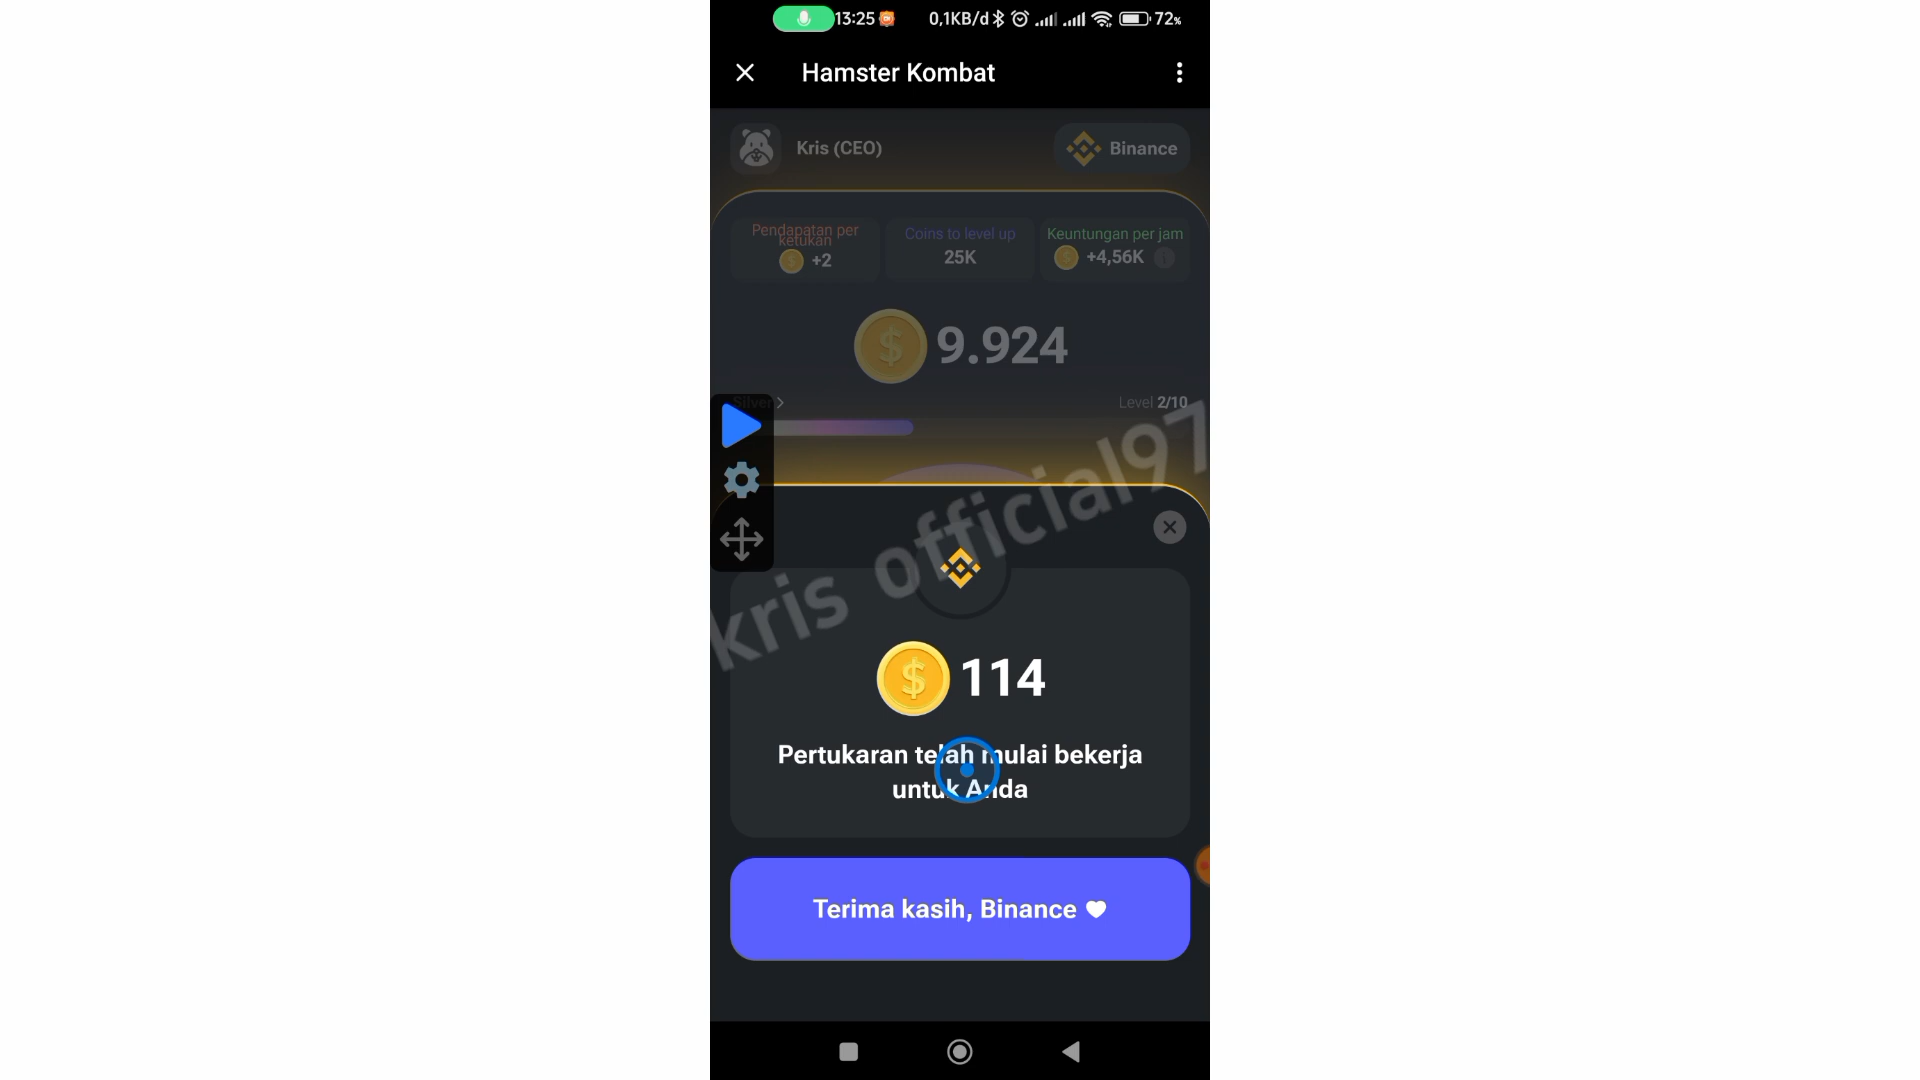 13:25 0,1KB/d 72%
Hamster Kombat
Kris (CEO) Binance
Pendapatan per
ketukan
+2
Coins to level up
25K
Keuntungan per jam
+4,56K
9.924
Silver Level 2/10
kris official97
114
Pertukaran telah mulai bekerja
untuk Anda
Terima kasih, Binance